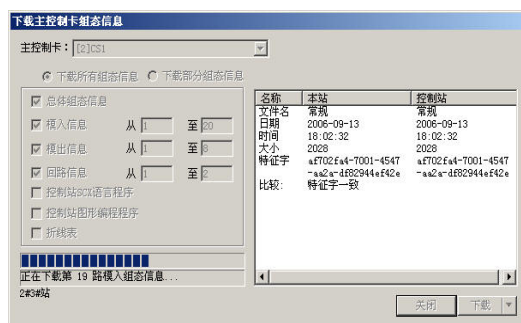 下载主控制卡组态信息
主控制卡： [2]CS1
下载所有组态信息 下载部分组态信息
总体组态信息
模入信息 从 1 至 20
模出信息 从 1 至 8
回路信息 从 1 至 2
控制站SCX语言程序
控制站图形编程程序
折线表
名称 本站 控制站
文件名 常规 常规
日期 2006-09-13 2006-09-13
时间 18:02:32 18:02:32
大小 2028 2028
特征字 af702fa4-7001-4547 af702fa4-7001-4547
-aa2a-df82944ef42e -aa2a-df82944ef42e
比较： 特征字一致
正在下载第 19 路模入组态信息...
2#3#站
关闭 下载